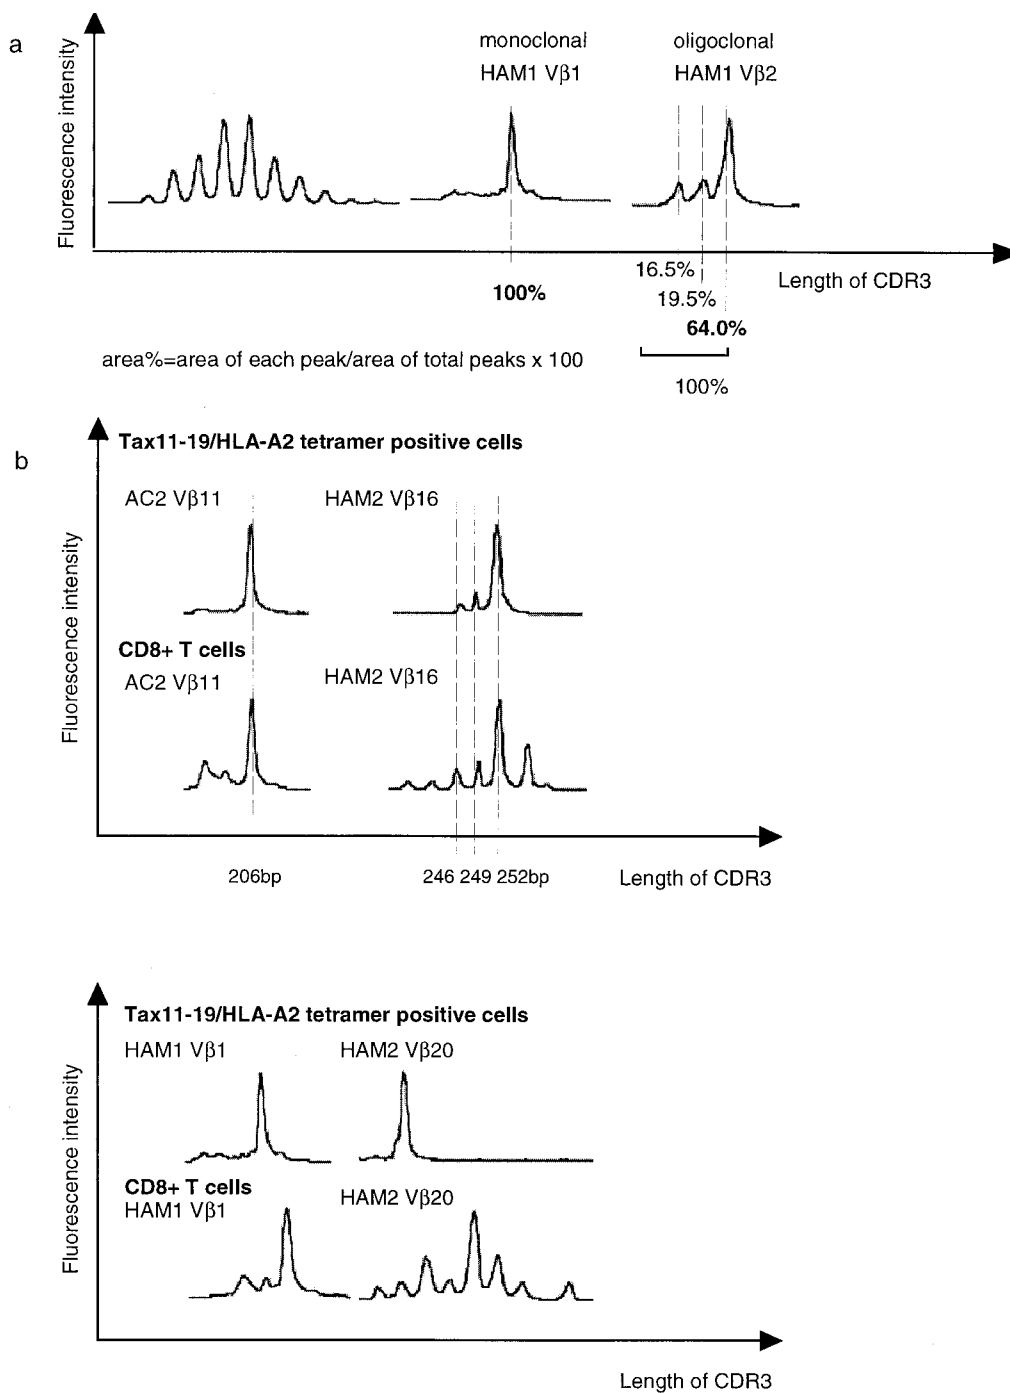 a
Fluorescence intensity
monoclonal
HAM1 Vβ1
oligoclonal
HAM1 Vβ2
100%
16.5%
19.5%
64.0%
100%
Length of CDR3
area%=area of each peak/area of total peaks x 100
b
Fluorescence intensity
Tax11-19/HLA-A2 tetramer positive cells
AC2 Vβ11
HAM2 Vβ16
CD8+ T cells
AC2 Vβ11
HAM2 Vβ16
206bp
246 249 252bp
Length of CDR3
Fluorescence intensity
Tax11-19/HLA-A2 tetramer positive cells
HAM1 Vβ1
HAM2 Vβ20
CD8+ T cells
HAM1 Vβ1
HAM2 Vβ20
Length of CDR3